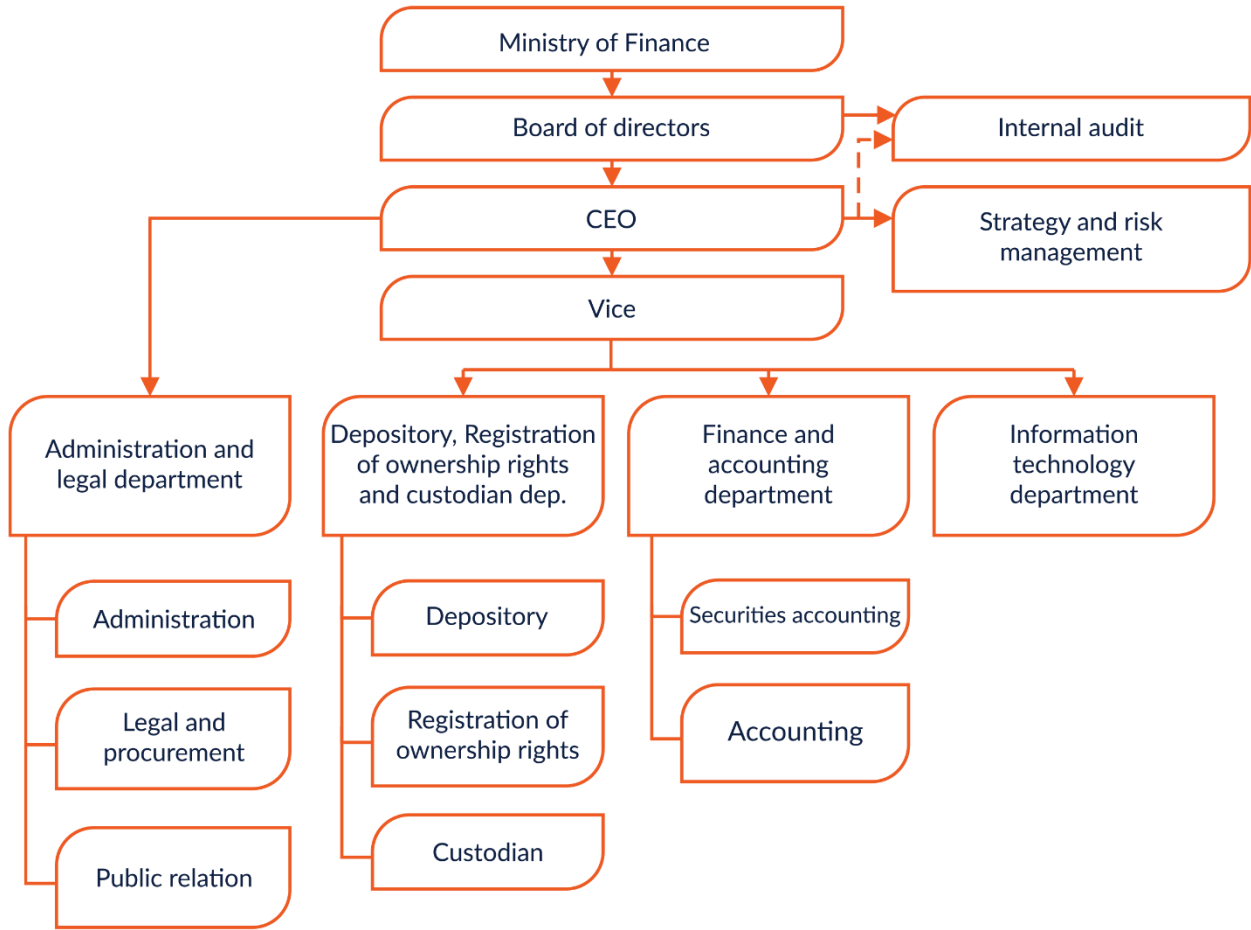 Ministry of Finance
Board of directors
Internal audit
CEO
Strategy and risk
management
Vice
Administration and
legal department
Depository, Registration
of ownership rights
and custodian dep.
Finance and
accounting
department
Information
technology
department
Administration
Legal and
procurement
Public relation
Depository
Registration of
ownership rights
Custodian
Securities accounting
Accounting